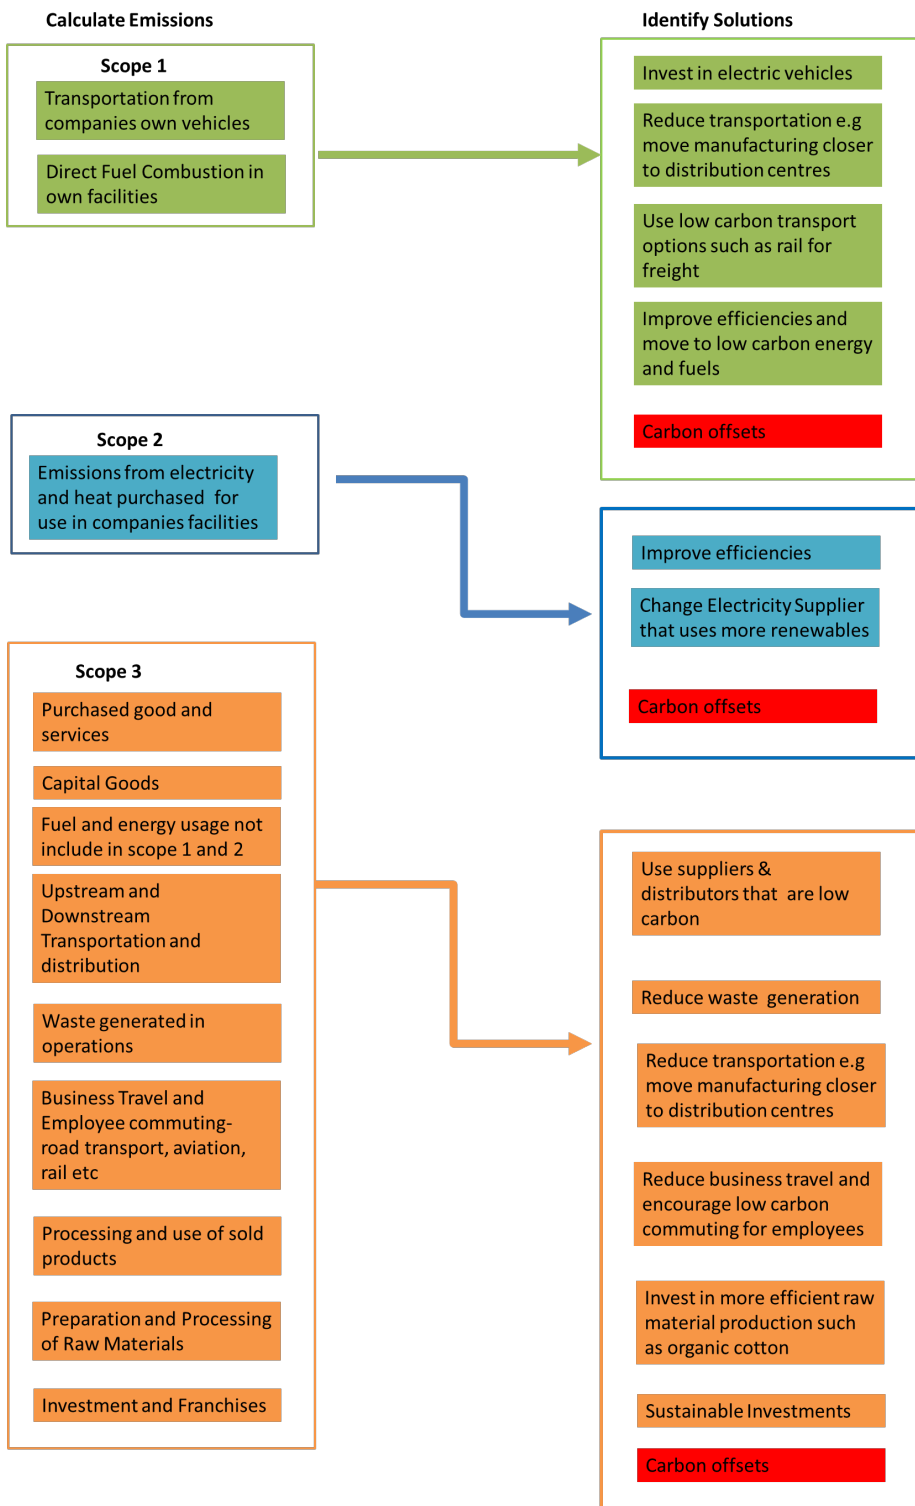 Calculate Emissions
Scope 1
Transportation from
companies own vehicles
Direct Fuel Combustion in
own facilities
Scope 2
Emissions from electricity
and heat purchased for
use in companies facilities
Scope 3
Purchased good and
services
Capital Goods
Fuel and energy usage not
include in scope 1 and 2
Upstream and
Downstream
Transportation and
distribution
Waste generated in
operations
Business Travel and
Employee commuting-
road transport, aviation,
rail etc
Processing and use of sold
products
Preparation and Processing
of Raw Materials
Investment and Franchises
Identify Solutions
Invest in electric vehicles
Reduce transportation e.g
move manufacturing closer
to distribution centres
Use low carbon transport
options such as rail for
freight
Improve efficiencies and
move to low carbon energy
and fuels
Carbon offsets
Improve efficiencies
Change Electricity Supplier
that uses more renewables
Carbon offsets
Use suppliers &
distributors that are low
carbon
Reduce waste generation
Reduce transportation e.g
move manufacturing closer
to distribution centres
Reduce business travel and
encourage low carbon
commuting for employees
Invest in more efficient raw
material production such
as organic cotton
Sustainable Investments
Carbon offsets